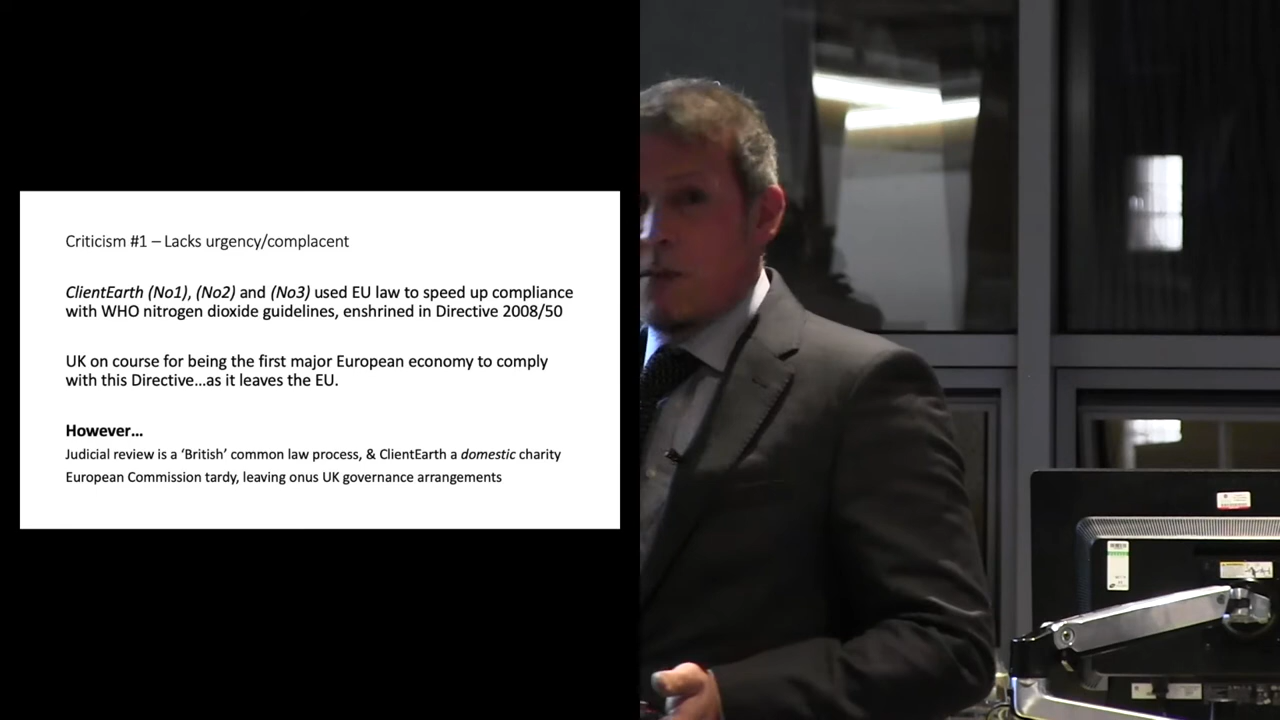 Criticism #1 – Lacks urgency/complacent
ClientEarth (No1), (No2) and (No3) used EU law to speed up compliance
with WHO nitrogen dioxide guidelines, enshrined in Directive 2008/50
UK on course for being the first major European economy to comply
with this Directive...as it leaves the EU.
However...
Judicial review is a ‘British’ common law process, & ClientEarth a domestic charity
European Commission tardy, leaving onus UK governance arrangements